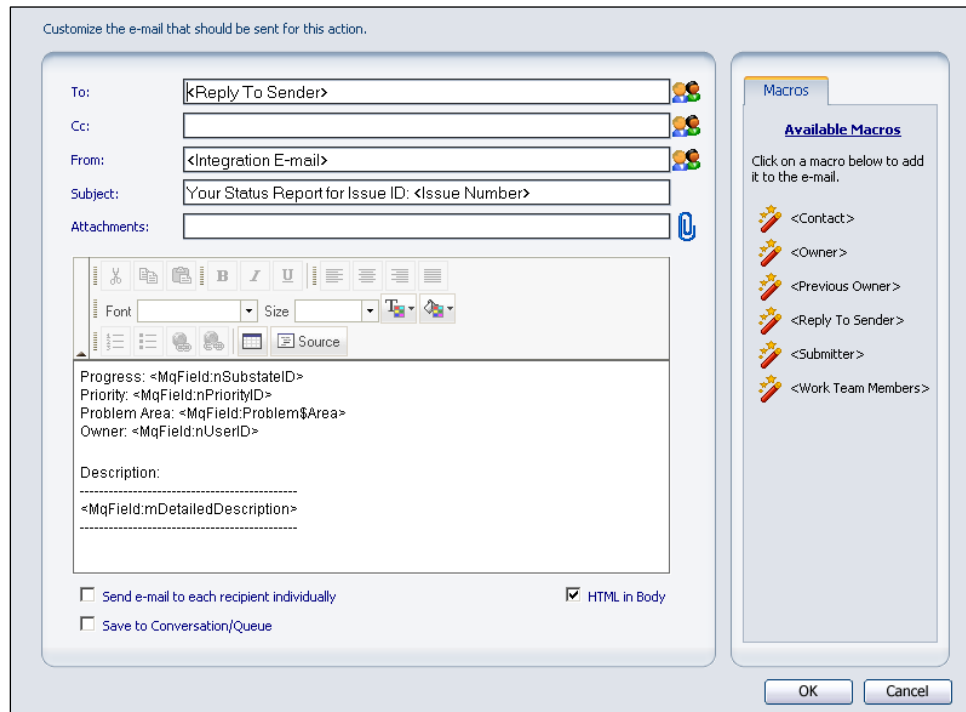 Customize the e-mail that should be sent for this action.
To: <Reply To Sender>
Cc:
From: <Integration E-mail>
Subject: Your Status Report for Issue ID: <Issue Number>
Attachments:
B I U
Font Size T
Source
Progress: <MqField:nSubstateID>
Priority: <MqField:nPriorityID>
Problem Area: <MqField:Problem$Area>
Owner: <MqField:nUserID>
Description:
---------------------------------------------
<MqField:mDetailedDescription>
---------------------------------------------
Send e-mail to each recipient individually
HTML in Body
Save to Conversation/Queue
Macros
Available Macros
Click on a macro below to add
it to the e-mail.
<Contact>
<Owner>
<Previous Owner>
<Reply To Sender>
<Submitter>
<Work Team Members>
OK Cancel